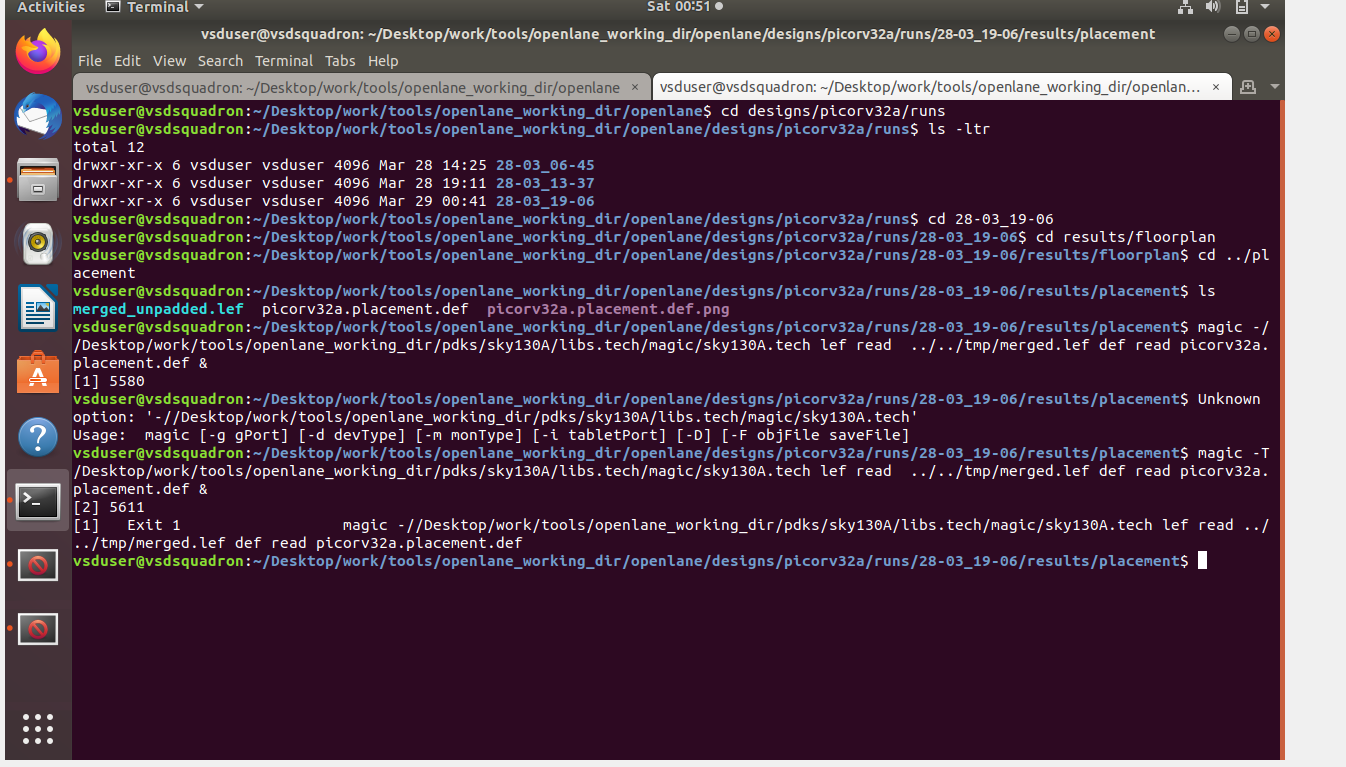 Activities Terminal Sat 00:51
vsduser@vsdsquadron: ~/Desktop/work/tools/openlane_working_dir/openlane/designs/picorv32a/runs/28-03_19-06/results/placement
File Edit View Search Terminal Tabs Help
vsduser@vsdsquadron: ~/Desktop/work/tools/openlane_working_dir/openlane × vsduser@vsdsquadron: ~/Desktop/work/tools/openlane_working_dir/openlan... ×
vsduser@vsdsquadron:~/Desktop/work/tools/openlane_working_dir/openlane$ cd designs/picorv32a/runs
vsduser@vsdsquadron:~/Desktop/work/tools/openlane_working_dir/openlane/designs/picorv32a/runs$ ls -ltr
total 12
drwxr-xr-x 6 vsduser vsduser 4096 Mar 28 14:25 28-03_06-45
drwxr-xr-x 6 vsduser vsduser 4096 Mar 28 19:11 28-03_13-37
drwxr-xr-x 6 vsduser vsduser 4096 Mar 29 00:41 28-03_19-06
vsduser@vsdsquadron:~/Desktop/work/tools/openlane_working_dir/openlane/designs/picorv32a/runs$ cd 28-03_19-06
vsduser@vsdsquadron:~/Desktop/work/tools/openlane_working_dir/openlane/designs/picorv32a/runs/28-03_19-06$ cd results/floorplan
vsduser@vsdsquadron:~/Desktop/work/tools/openlane_working_dir/openlane/designs/picorv32a/runs/28-03_19-06/results/floorplan$ cd ../pl
acement
vsduser@vsdsquadron:~/Desktop/work/tools/openlane_working_dir/openlane/designs/picorv32a/runs/28-03_19-06/results/placement$ ls
merged_unpadded.lef  picorv32a.placement.def  picorv32a.placement.def.png
vsduser@vsdsquadron:~/Desktop/work/tools/openlane_working_dir/openlane/designs/picorv32a/runs/28-03_19-06/results/placement$ magic -/
/Desktop/work/tools/openlane_working_dir/pdks/sky130A/libs.tech/magic/sky130A.tech lef read  ../../tmp/merged.lef def read picorv32a.
placement.def &
[1] 5580
vsduser@vsdsquadron:~/Desktop/work/tools/openlane_working_dir/openlane/designs/picorv32a/runs/28-03_19-06/results/placement$ Unknown
option: '-//Desktop/work/tools/openlane_working_dir/pdks/sky130A/libs.tech/magic/sky130A.tech'
Usage:  magic [-g gPort] [-d devType] [-m monType] [-i tabletPort] [-D] [-F objFile saveFile]
vsduser@vsdsquadron:~/Desktop/work/tools/openlane_working_dir/openlane/designs/picorv32a/runs/28-03_19-06/results/placement$ magic -T
/Desktop/work/tools/openlane_working_dir/pdks/sky130A/libs.tech/magic/sky130A.tech lef read  ../../tmp/merged.lef def read picorv32a.
placement.def &
[2] 5611
[1]   Exit 1                  magic -//Desktop/work/tools/openlane_working_dir/pdks/sky130A/libs.tech/magic/sky130A.tech lef read ../
../tmp/merged.lef def read picorv32a.placement.def
vsduser@vsdsquadron:~/Desktop/work/tools/openlane_working_dir/openlane/designs/picorv32a/runs/28-03_19-06/results/placement$